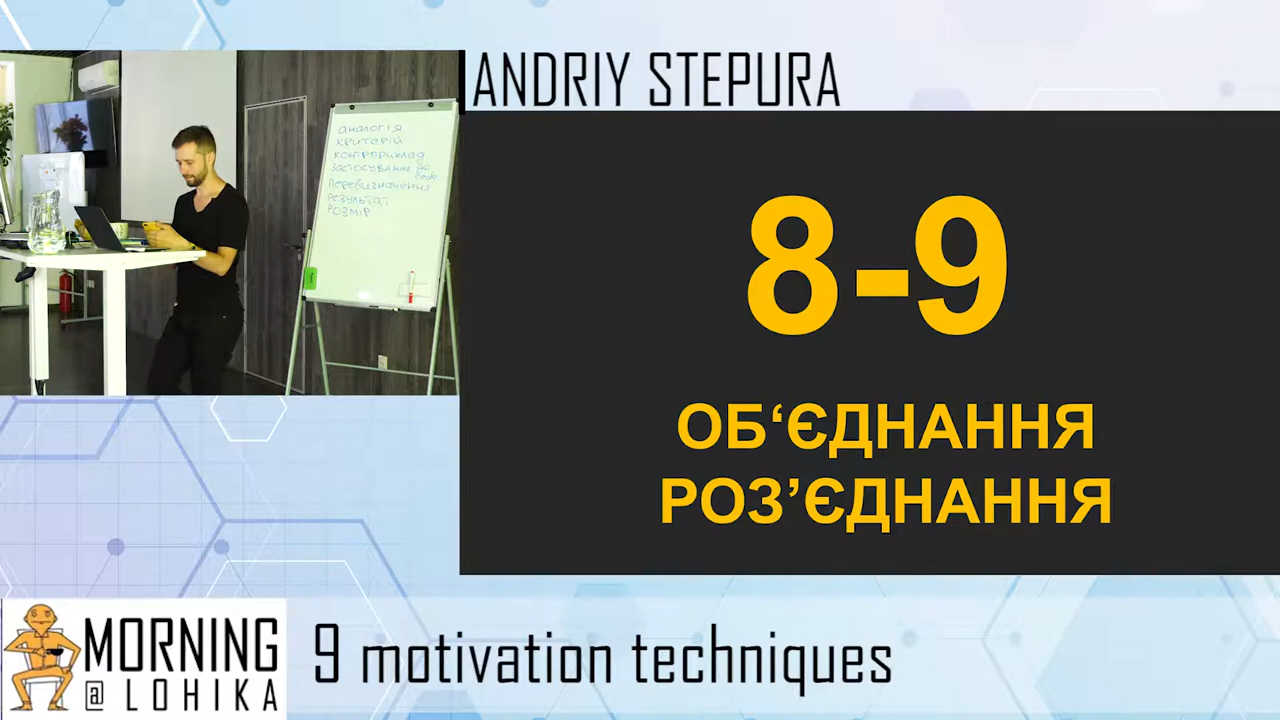 ANDRIY STEPURA
аналогія
критерій
контрприклад
застосування до
себе
перевизначення
результат
розмір
8-9
ОБ‘ЄДНАННЯ
РОЗ’ЄДНАННЯ
MORNING
@ LOHIKA
9 motivation techniques